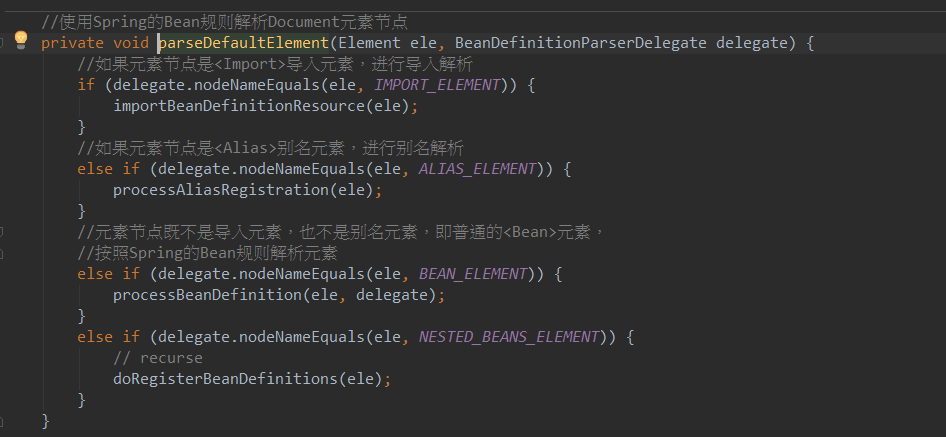 //使用Spring的Bean规则解析Document元素节点
private void parseDefaultElement(Element ele, BeanDefinitionParserDelegate delegate) {
    //如果元素节点是<Import>导入元素，进行导入解析
    if (delegate.nodeNameEquals(ele, IMPORT_ELEMENT)) {
        importBeanDefinitionResource(ele);
    }
    //如果元素节点是<Alias>别名元素，进行别名解析
    else if (delegate.nodeNameEquals(ele, ALIAS_ELEMENT)) {
        processAliasRegistration(ele);
    }
    //元素节点既不是导入元素，也不是别名元素，即普通的<Bean>元素，
    //按照Spring的Bean规则解析元素
    else if (delegate.nodeNameEquals(ele, BEAN_ELEMENT)) {
        processBeanDefinition(ele, delegate);
    }
    else if (delegate.nodeNameEquals(ele, NESTED_BEANS_ELEMENT)) {
        // recurse
        doRegisterBeanDefinitions(ele);
    }
}